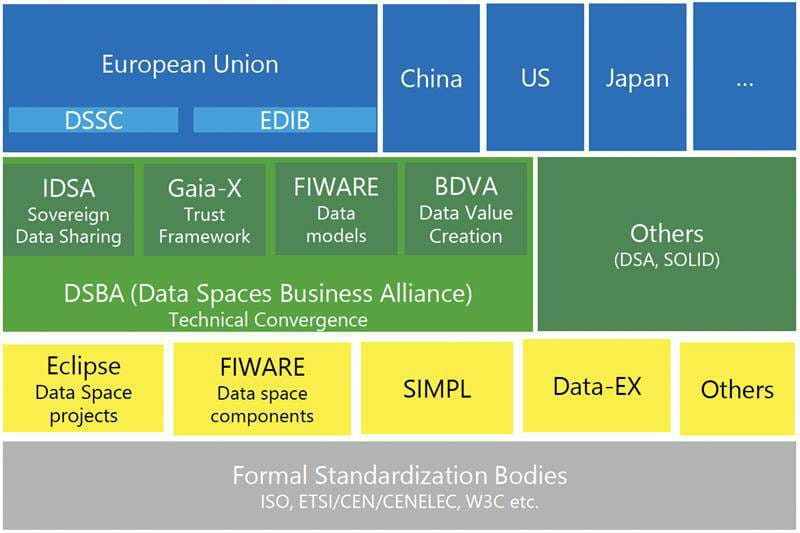 European Union
DSSC
EDIB
China
US
Japan
...
IDSA
Sovereign
Data Sharing
Gaia-X
Trust
Framework
FIWARE
Data
models
BDVA
Data Value
Creation
DSBA (Data Spaces Business Alliance)
Technical Convergence
Others
(DSA, SOLID)
Eclipse
Data Space
projects
FIWARE
Data space
components
SIMPL
Data-EX
Others
Formal Standardization Bodies
ISO, ETSI/CEN/CENELEC, W3C etc.